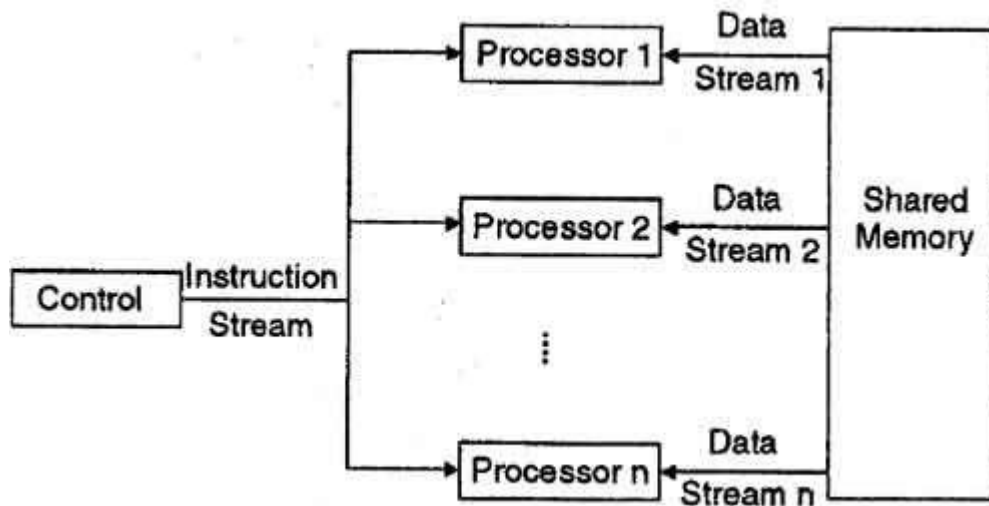 Processor 1
Data
Stream 1
Processor 2
Data
Stream 2
Shared
Memory
Control
Instruction
Stream
Processor n
Data
Stream n